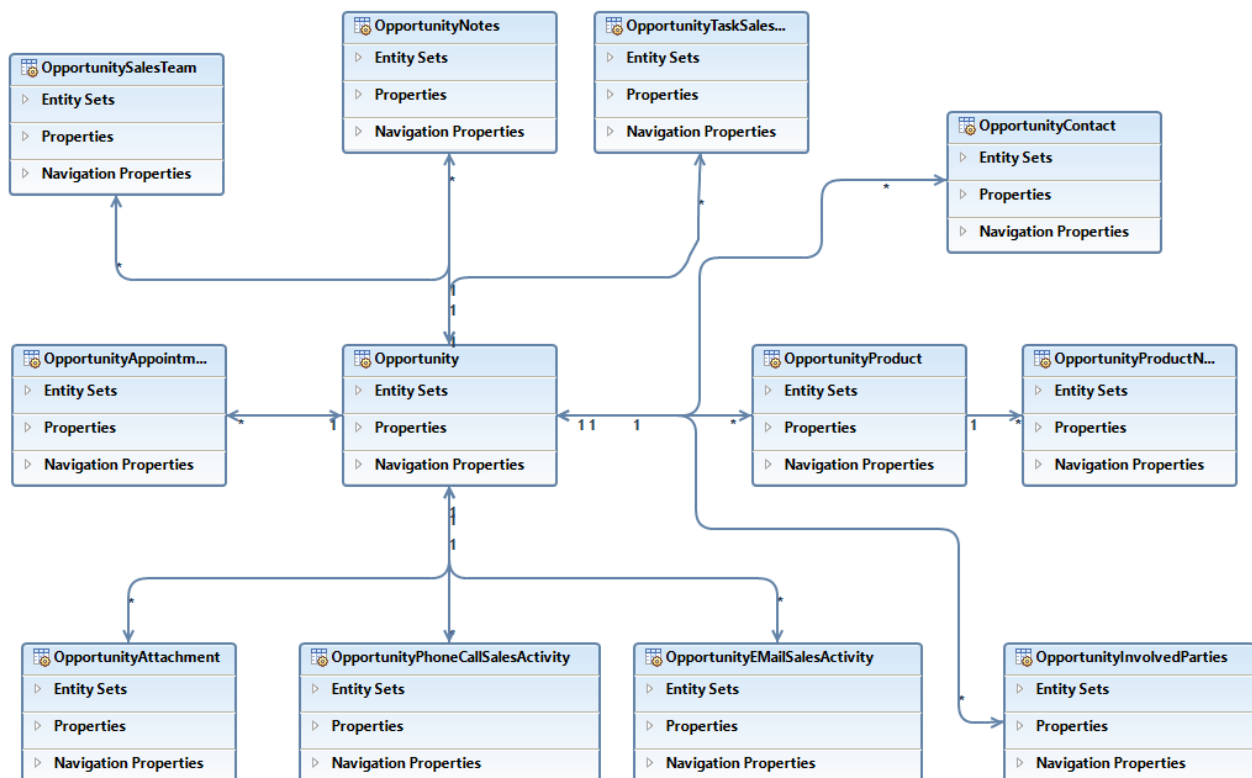 OpportunityNotes
Entity Sets
Properties
Navigation Properties
OpportunityTaskSales...
Entity Sets
Properties
Navigation Properties
OpportunitySalesTeam
Entity Sets
Properties
Navigation Properties
OpportunityContact
Entity Sets
Properties
Navigation Properties
*
*
*
*
1
1
1
OpportunityAppointm...
Entity Sets
Properties
Navigation Properties
*
1
Opportunity
Entity Sets
Properties
Navigation Properties
1 1
1
*
OpportunityProduct
Entity Sets
Properties
Navigation Properties
1
*
OpportunityProductN...
Entity Sets
Properties
Navigation Properties
1
1
1
*
*
*
*
OpportunityAttachment
Entity Sets
Properties
Navigation Properties
OpportunityPhoneCallSalesActivity
Entity Sets
Properties
Navigation Properties
OpportunityEMailSalesActivity
Entity Sets
Properties
Navigation Properties
OpportunityInvolvedParties
Entity Sets
Properties
Navigation Properties